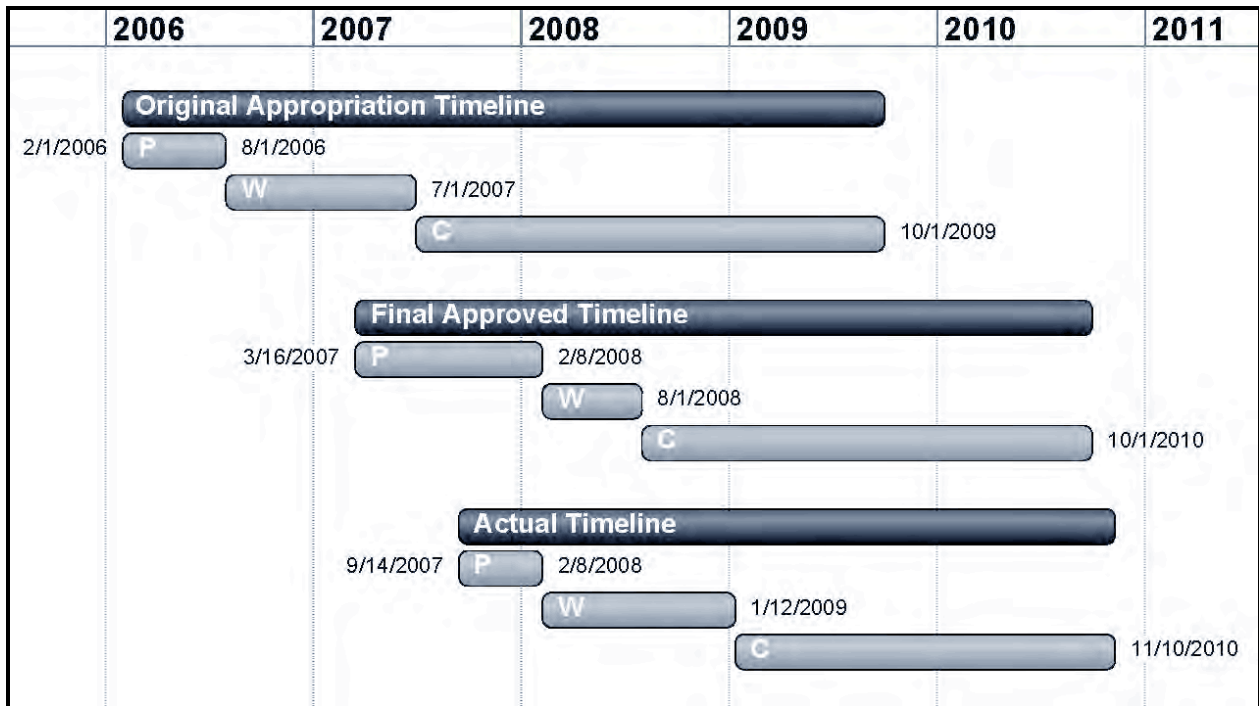 2006 2007 2008 2009 2010 2011
Original Appropriation Timeline
2/1/2006 P 8/1/2006
W 7/1/2007
C 10/1/2009
Final Approved Timeline
3/16/2007 P 2/8/2008
W 8/1/2008
C 10/1/2010
Actual Timeline
9/14/2007 P 2/8/2008
W 1/12/2009
C 11/10/2010